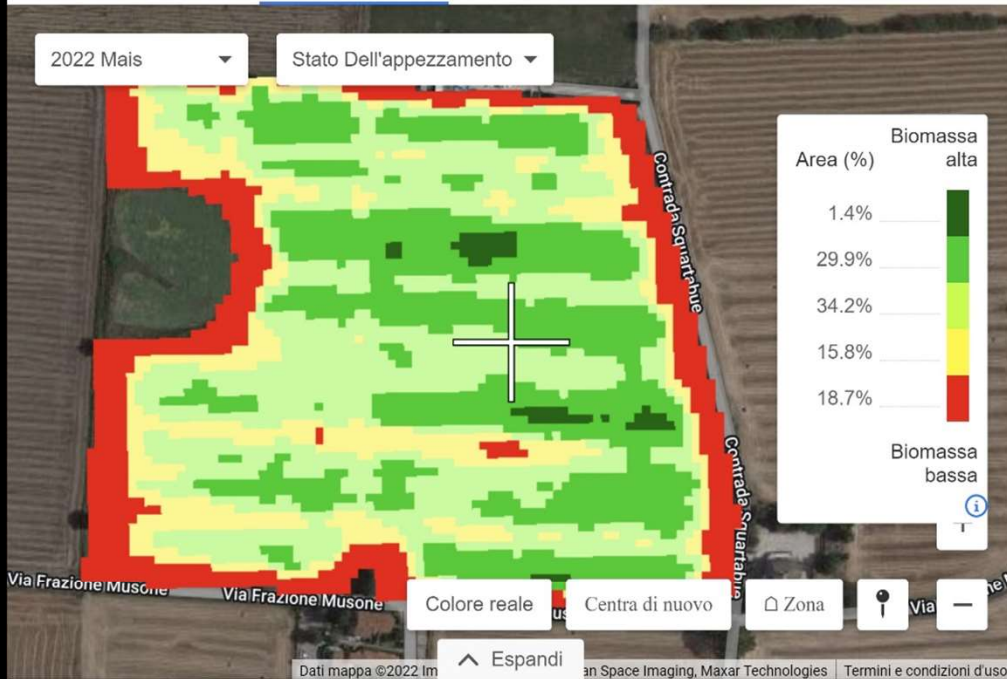 2022 Mais
Stato Dell'appezzamento
Biomassa
alta
Area (%)
1.4%
29.9%
34.2%
15.8%
18.7%
Biomassa
bassa
Contrada Squartabue
Contrada Squartabue
Via Frazione Musone
Via Frazione Musone
Via
Colore reale
Centra di nuovo
Zona
Espandi
Dati mappa ©2022 Im
an Space Imaging, Maxar Technologies
Termini e condizioni d'uso